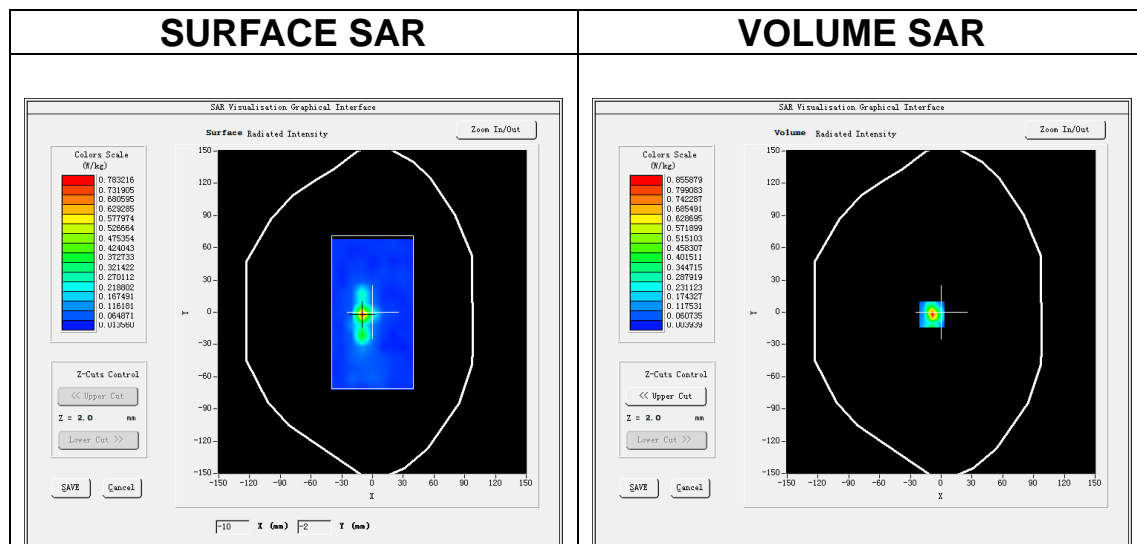 SURFACE SAR
VOLUME SAR
SAR Visualisation Graphical Interface
Surface Radiated Intensity
Zoom In/Out
Colors Scale
(W/kg)
0.783216
0.731905
0.680595
0.629285
0.577974
0.526664
0.475354
0.424043
0.372733
0.321422
0.270112
0.218802
0.167491
0.116181
0.064871
0.013560
150
120
90
60
30
0
-30
-60
-90
-120
-150
Y
-150 -120 -90 -60 -30 0 30 60 90 120 150
X
Z-Cuts Control
<< Upper Cut
Z = 2.0 mm
Lower Cut >>
SAVE Cancel
-10 X (mm) -2 Y (mm)
SAR Visualisation Graphical Interface
Volume Radiated Intensity
Zoom In/Out
Colors Scale
(W/kg)
0.855879
0.799083
0.742287
0.685491
0.628695
0.571899
0.515103
0.458307
0.401511
0.344715
0.287919
0.231123
0.174327
0.117531
0.060735
0.003939
150
120
90
60
30
0
-30
-60
-90
-120
-150
Y
-150 -120 -90 -60 -30 0 30 60 90 120 150
X
Z-Cuts Control
<< Upper Cut
Z = 2.0 mm
Lower Cut >>
SAVE Cancel